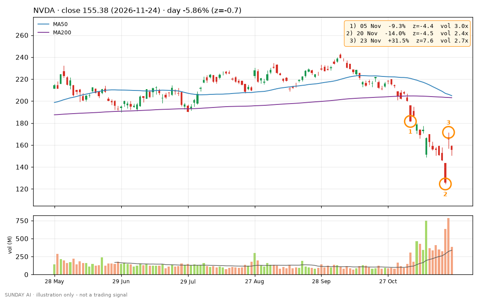 NVDA · close 155.38 (2026-11-24) · day -5.86% (z=-0.7)
MA50
MA200
1) 05 Nov -9.3% z=-4.4 vol 3.0x
2) 20 Nov -14.0% z=-4.5 vol 2.4x
3) 23 Nov +31.5% z=7.6 vol 2.7x
260
240
220
200
180
160
140
120
3
1
2
vol (M)
750
500
250
0
28 May
29 Jun
29 Jul
27 Aug
28 Sep
27 Oct
SUNDAY AI · illustration only - not a trading signal